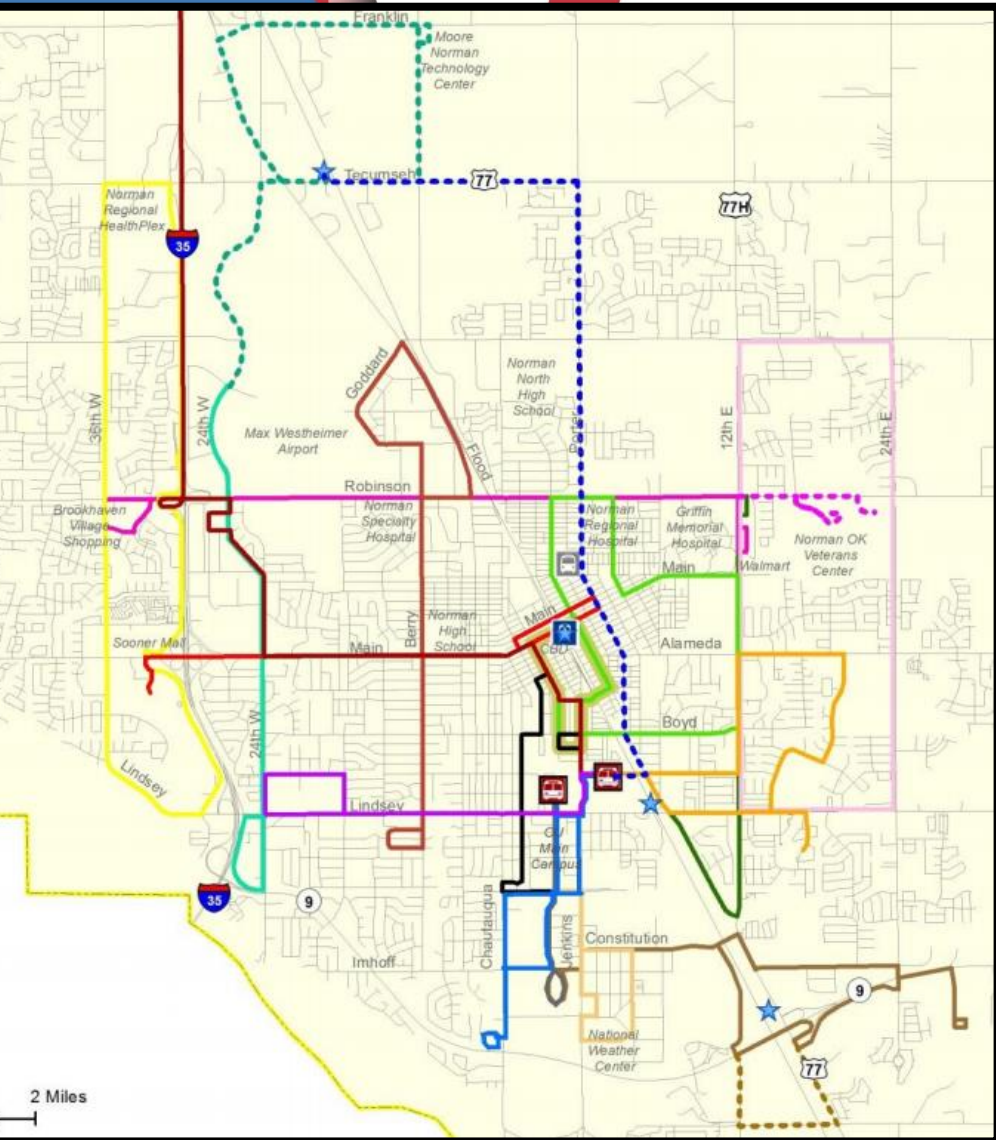 Franklin
Moore
Norman
Technology
Center
Tecumseh
77
Norman
Regional
HealthPlex
77H
35
Goddard
Norman
North
High
School
36th W
24th W
Porter
12th E
24th E
Max Westheimer
Airport
Flood
Robinson
Brookhaven
Village
Shopping
Norman
Specialty
Hospital
Norman
Regional
Hospital
Griffin
Memorial
Hospital
Norman OK
Veterans
Center
Main
Walmart
Main
Berry
Norman
High
School
Sooner Mall
Main
CBD
Alameda
24th W
Boyd
Lindsey
Lindsey
OU
Main
Campus
35
9
Chautauqua
Jenkins
Constitution
Imhoff
9
National
Weather
Center
77
2 Miles